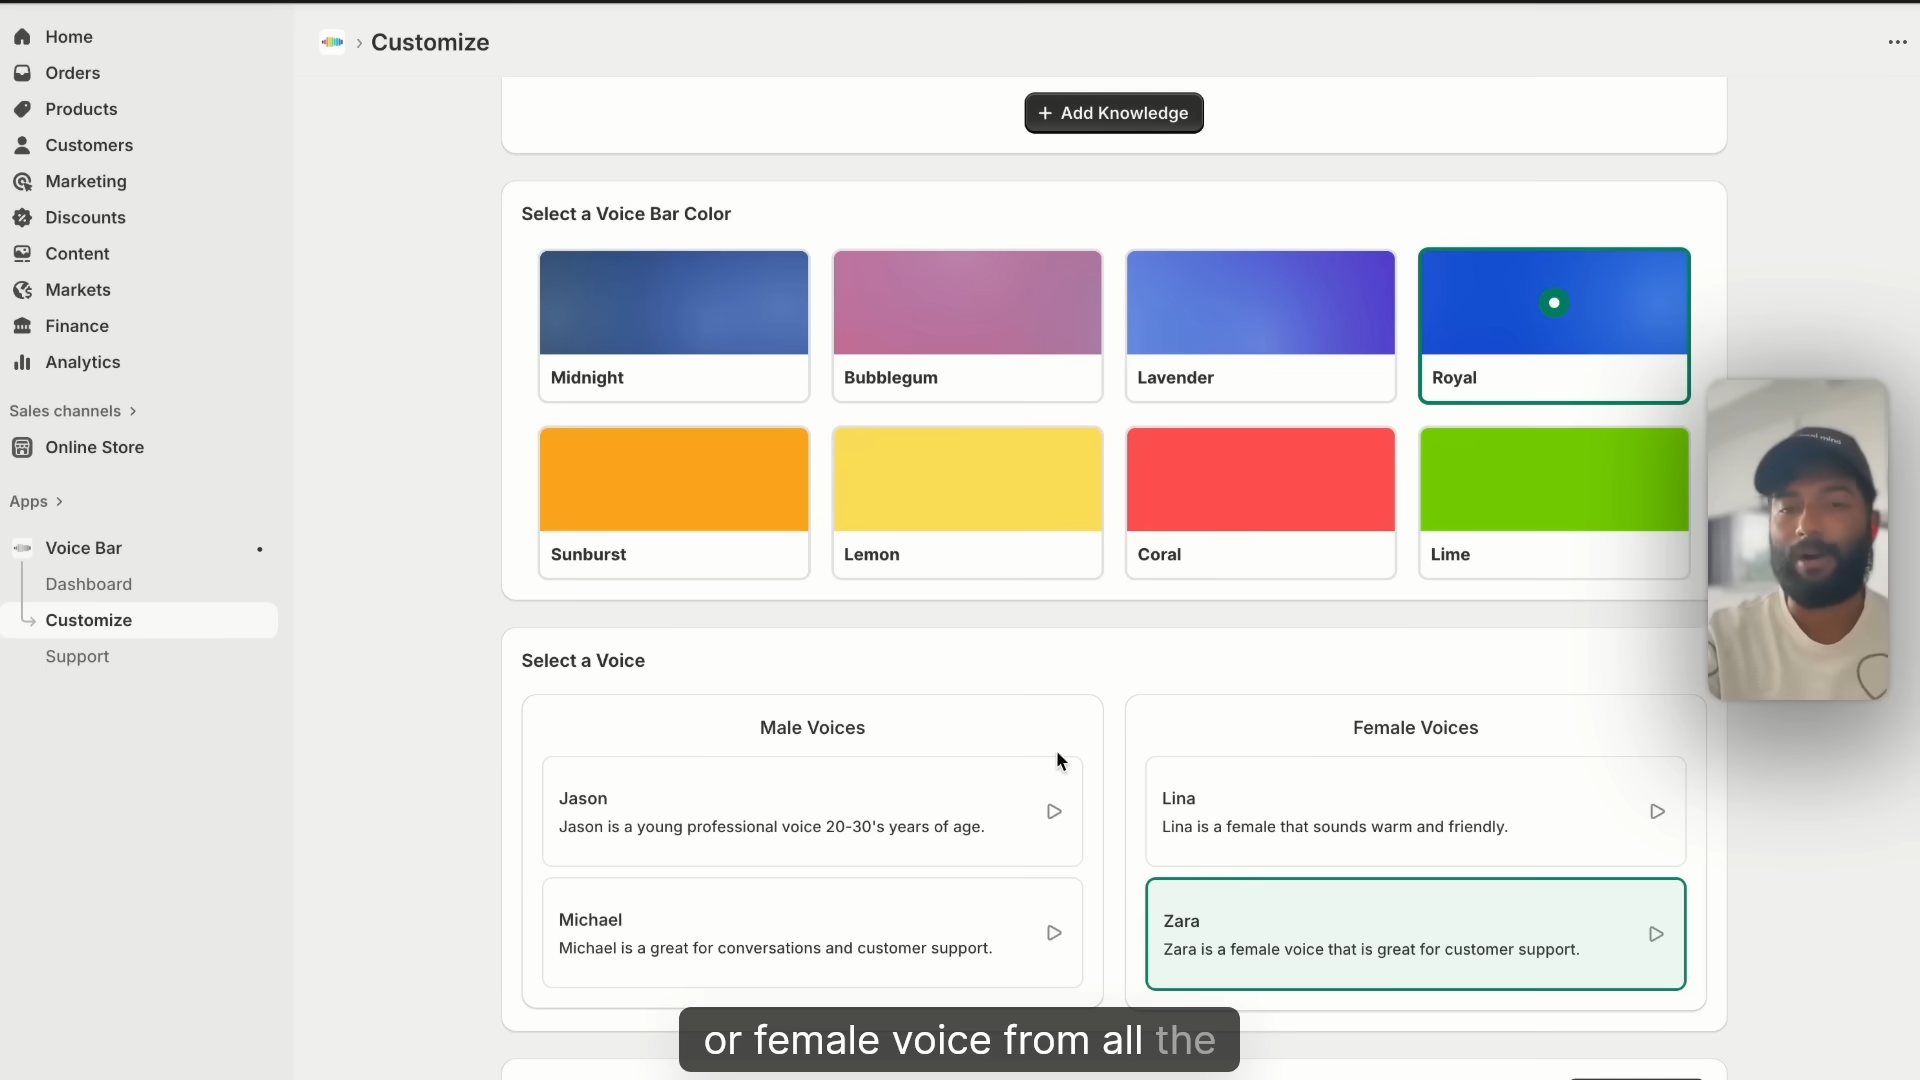 Home
Orders
Products
Customers
Marketing
Discounts
Content
Markets
Finance
Analytics
Sales channels
Online Store
Apps
Voice Bar
Dashboard
Customize
Support
Customize
+ Add Knowledge
Select a Voice Bar Color
Midnight
Bubblegum
Lavender
Royal
Sunburst
Lemon
Coral
Lime
Select a Voice
Male Voices
Jason
Jason is a young professional voice 20-30's years of age.
Michael
Michael is a great for conversations and customer support.
Female Voices
Lina
Lina is a female that sounds warm and friendly.
Zara
Zara is a female voice that is great for customer support.
or female voice from all the